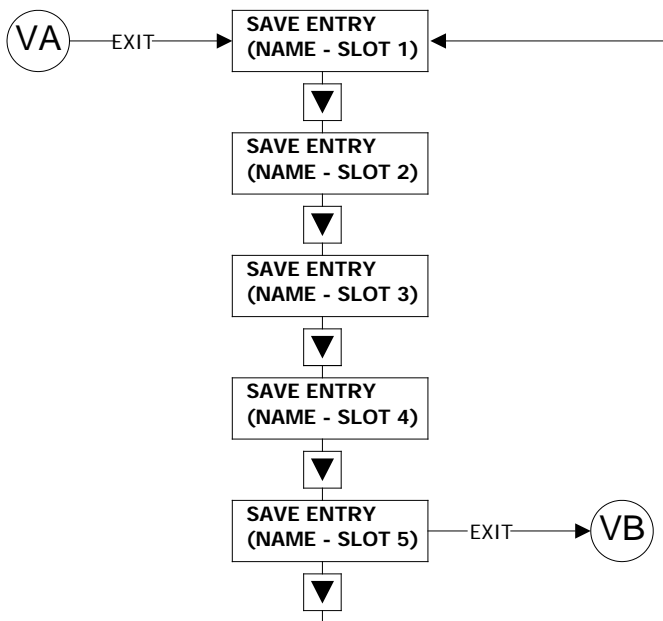 VA
EXIT
SAVE ENTRY
(NAME - SLOT 1)
SAVE ENTRY
(NAME - SLOT 2)
SAVE ENTRY
(NAME - SLOT 3)
SAVE ENTRY
(NAME - SLOT 4)
SAVE ENTRY
(NAME - SLOT 5)
EXIT
VB